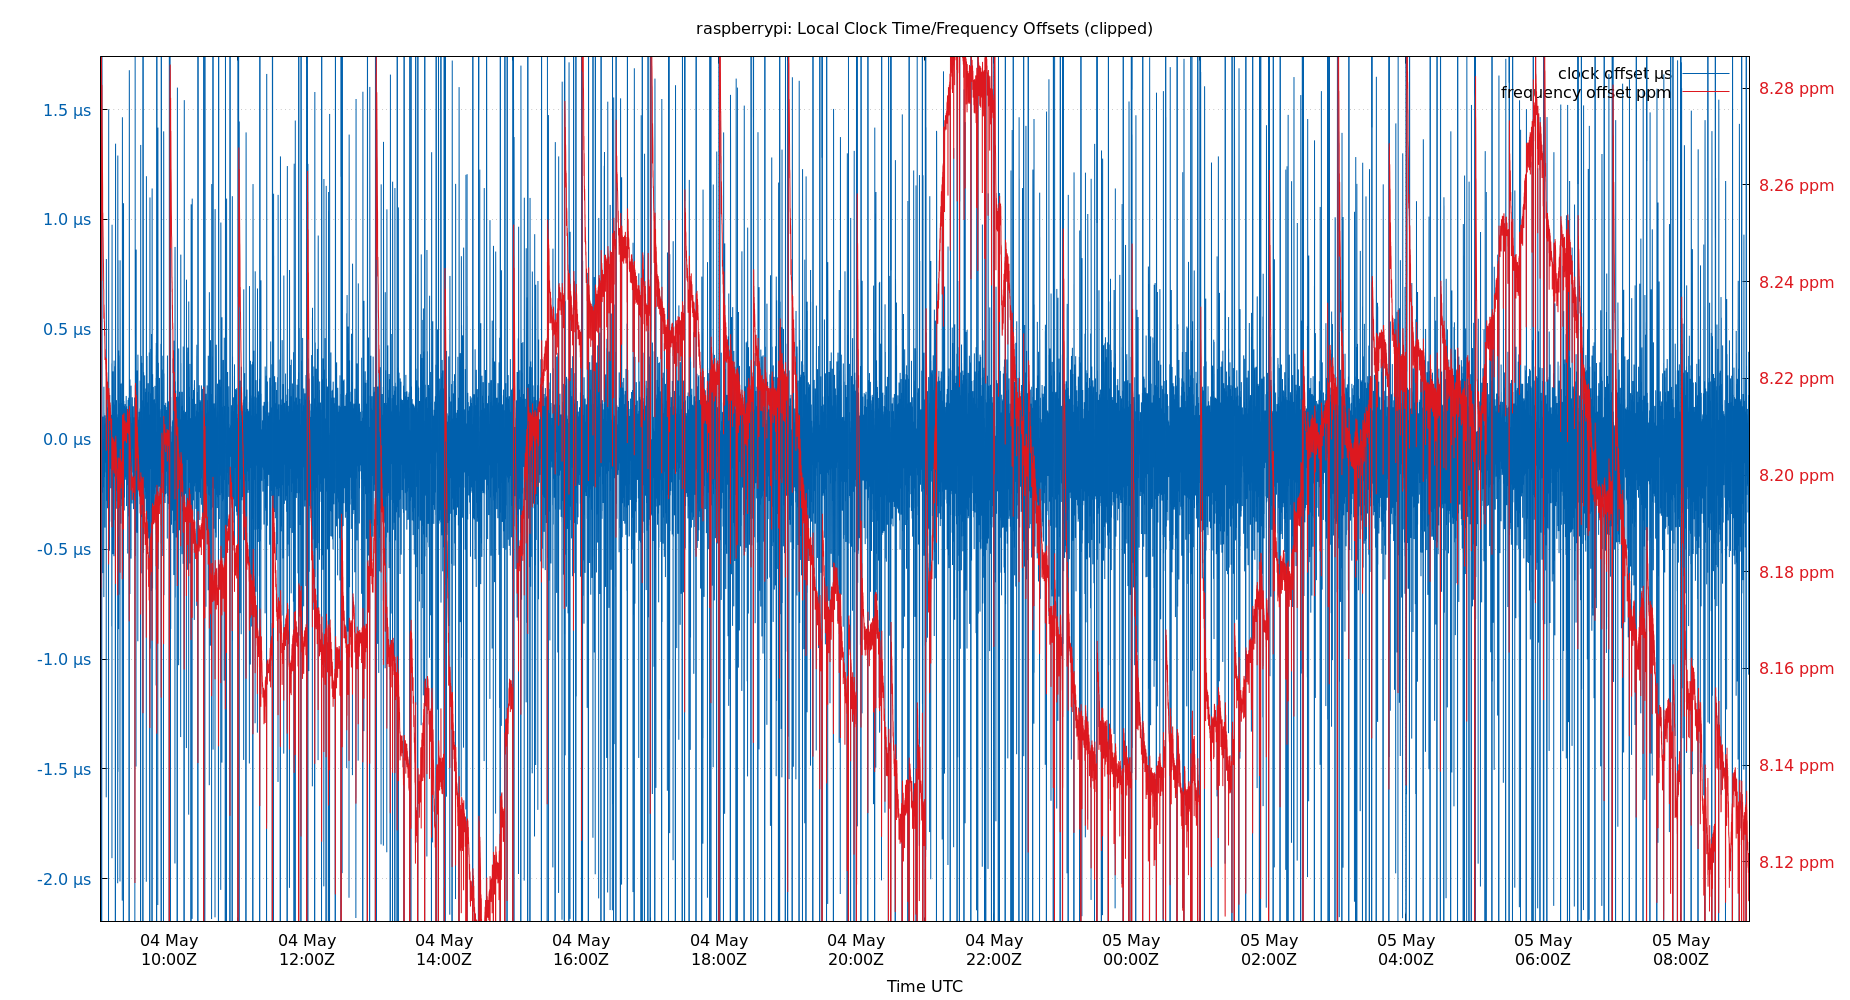 raspberrypi: Local Clock Time/Frequency Offsets (clipped)
clock offset µs
frequency offset ppm
1.5 µs
1.0 µs
0.5 µs
0.0 µs
-0.5 µs
-1.0 µs
-1.5 µs
-2.0 µs
8.28 ppm
8.26 ppm
8.24 ppm
8.22 ppm
8.20 ppm
8.18 ppm
8.16 ppm
8.14 ppm
8.12 ppm
04 May 04 May 04 May 04 May 04 May 04 May 04 May 05 May 05 May 05 May 05 May 05 May
10:00Z 12:00Z 14:00Z 16:00Z 18:00Z 20:00Z 22:00Z 00:00Z 02:00Z 04:00Z 06:00Z 08:00Z
Time UTC